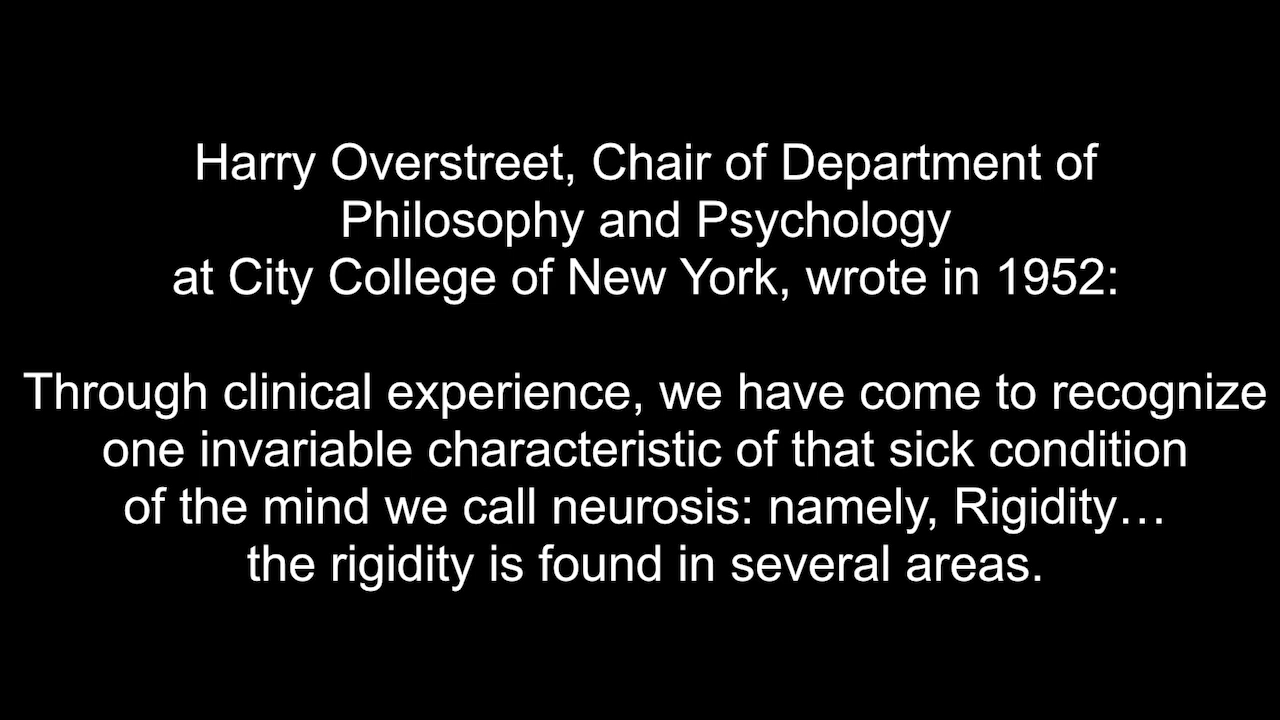 Harry Overstreet, Chair of Department of
Philosophy and Psychology
at City College of New York, wrote in 1952:
Through clinical experience, we have come to recognize
one invariable characteristic of that sick condition
of the mind we call neurosis: namely, Rigidity…
the rigidity is found in several areas.